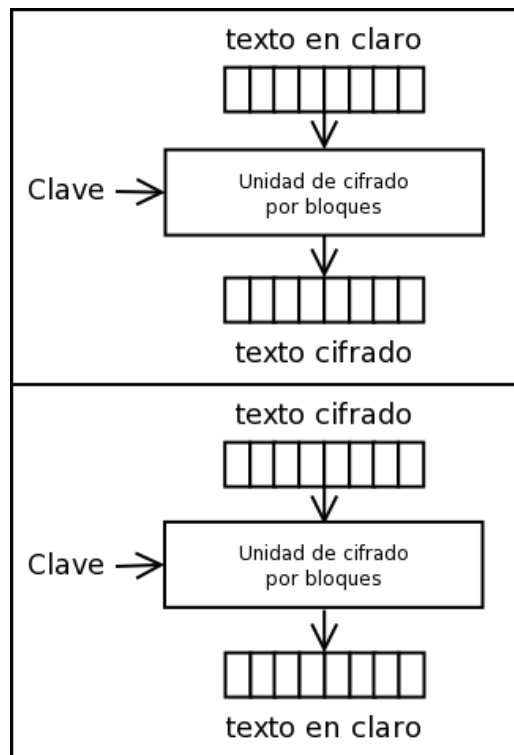 texto en claro
Clave
Unidad de cifrado
por bloques
texto cifrado
texto cifrado
Clave
Unidad de cifrado
por bloques
texto en claro